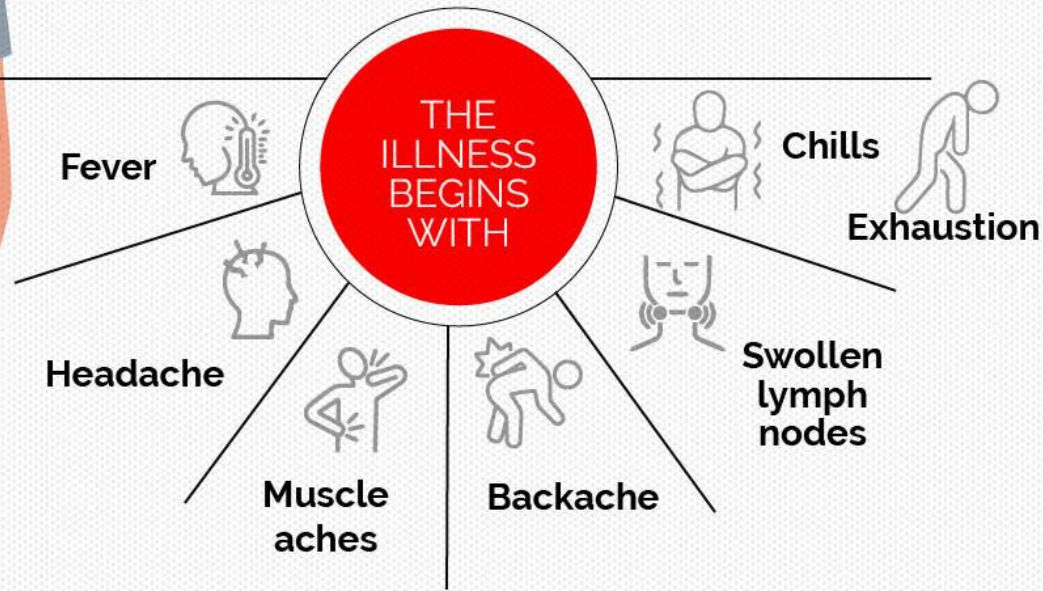 THE
ILLNESS
BEGINS
WITH
Fever
Headache
Muscle
aches
Backache
Swollen
lymph
nodes
Chills
Exhaustion